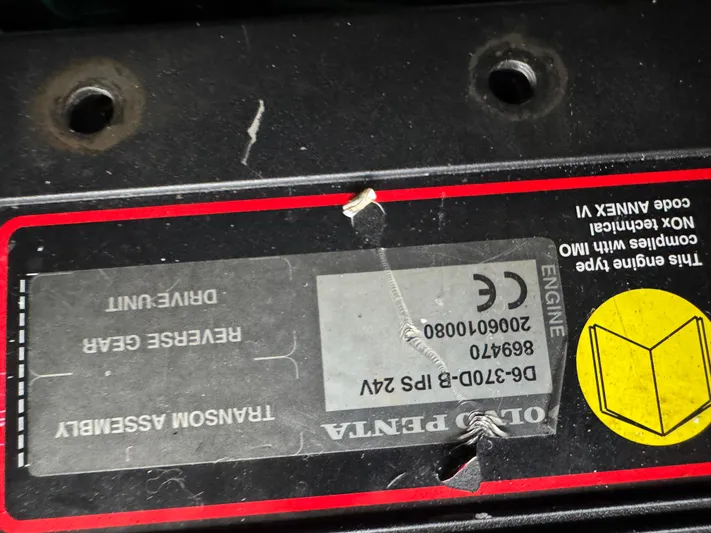 OLVO PENTA
TRANSOM ASSEMBLY
REVERSE GEAR
DRIVE UNIT
ENGINE
D6-370D-B IPS 24V
869470
2006010080
CE
This engine type
complies with IMO
NOx technical
code ANNEX VI